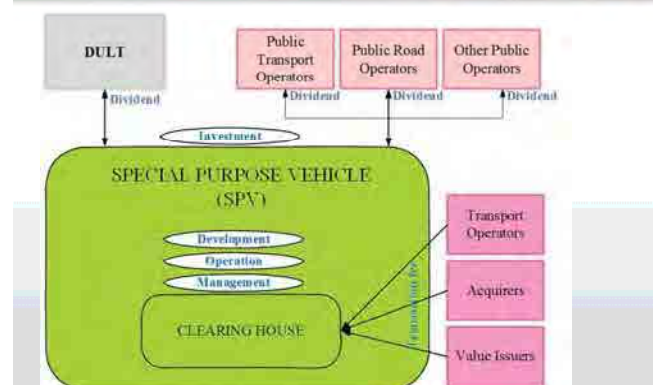 DULT
Public
Transport
Operators
Public Road
Operators
Other Public
Operators
Dividend
Dividend
Dividend
Dividend
Investment
SPECIAL PURPOSE VEHICLE
(SPV)
Development
Operation
Management
CLEARING HOUSE
Transport
Operators
Acquirers
Value Issuers